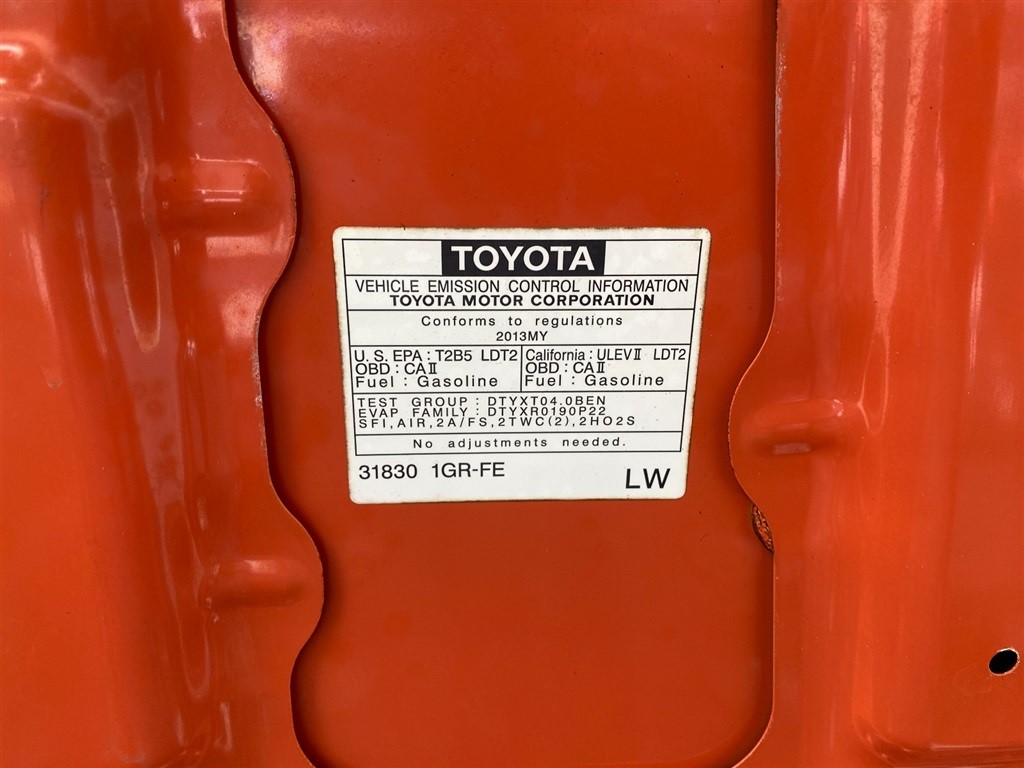 TOYOTA
VEHICLE EMISSION CONTROL INFORMATION
TOYOTA MOTOR CORPORATION
Conforms to regulations
2013MY
U.S. EPA : T2B5 LDT2
OBD : CAⅡ
Fuel : Gasoline
California : ULEVⅡ LDT2
OBD : CAⅡ
Fuel : Gasoline
TEST GROUP : DTYXT04.0BEN
EVAP FAMILY : DTYXR0190P22
SFI,AIR,2A/FS,2TWC(2),2HO2S
No adjustments needed.
31830 1GR-FE
LW